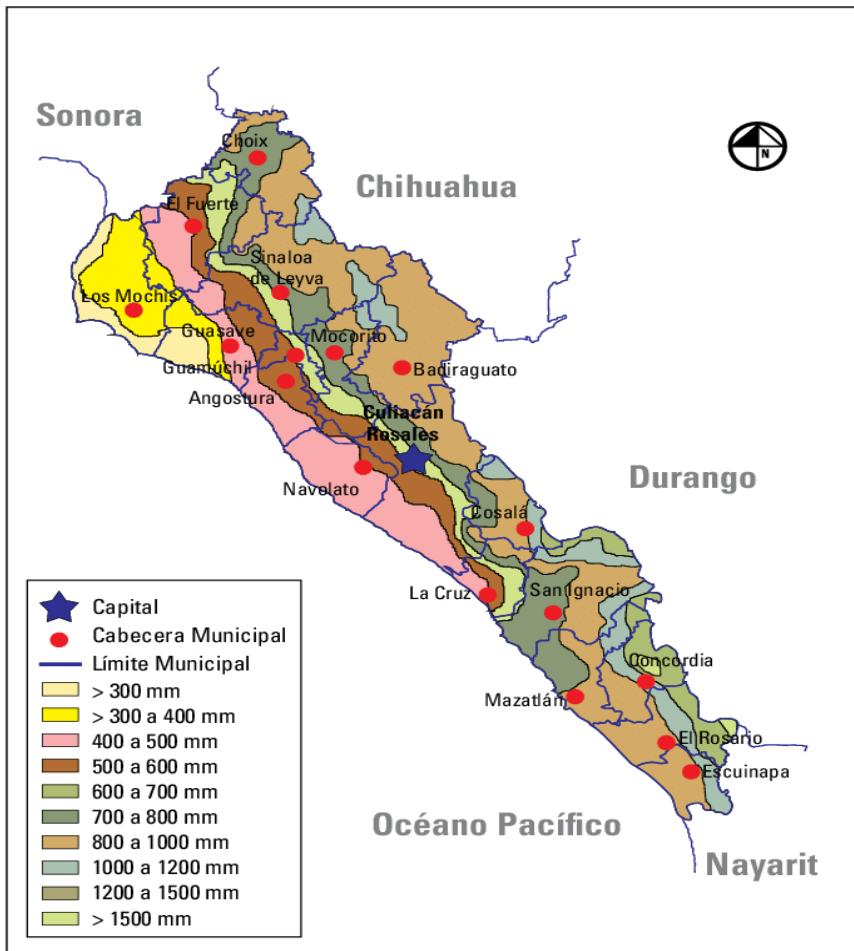 Sonora
Choix
N
Chihuahua
El Fuerte
Sinaloa
de Leyva
Los Mochis
Guasave
Mocorito
Guamúchil
Badiraguato
Angostura
Culiacán
Rosales
Durango
Navolato
Cosalá
La Cruz
San Ignacio
Concordia
Mazatlán
El Rosario
Escuinapa
Océano Pacífico
Nayarit
Capital
Cabecera Municipal
Límite Municipal
> 300 mm
> 300 a 400 mm
400 a 500 mm
500 a 600 mm
600 a 700 mm
700 a 800 mm
800 a 1000 mm
1000 a 1200 mm
1200 a 1500 mm
> 1500 mm